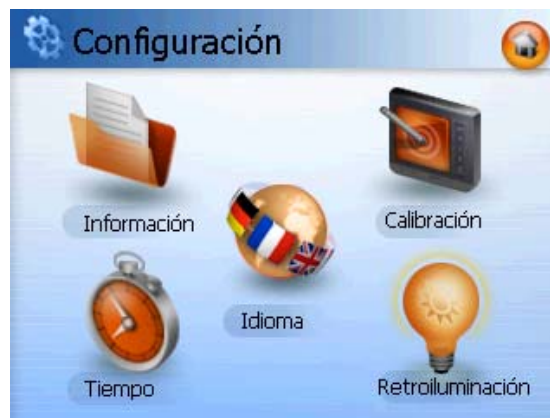 Configuración
Información
Calibración
Idioma
Tiempo
Retroiluminación